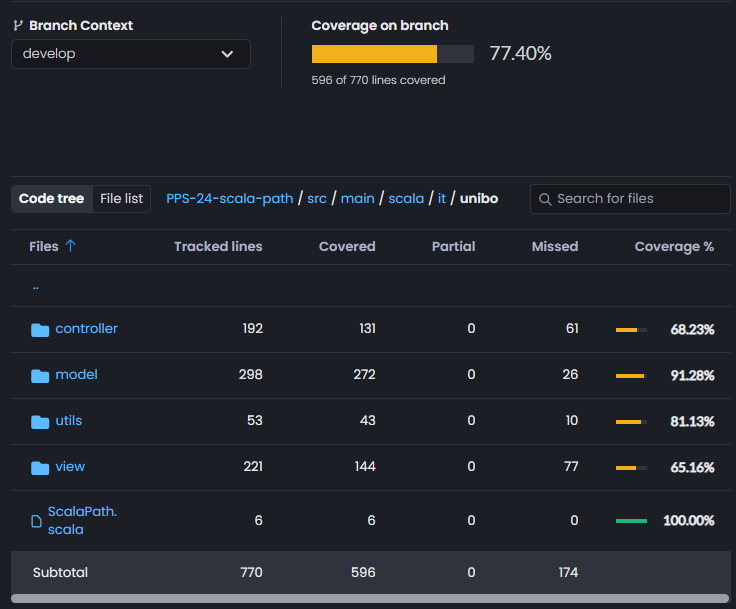 Branch Context
develop
Coverage on branch
77.40%
596 of 770 lines covered
Code tree File list PPS-24-scala-path / src / main / scala / it / unibo Search for files
Files ↑ Tracked lines Covered Partial Missed Coverage %
..
controller 192 131 0 61 68.23%
model 298 272 0 26 91.28%
utils 53 43 0 10 81.13%
view 221 144 0 77 65.16%
ScalaPath.
scala 6 6 0 0 100.00%
Subtotal 770 596 0 174